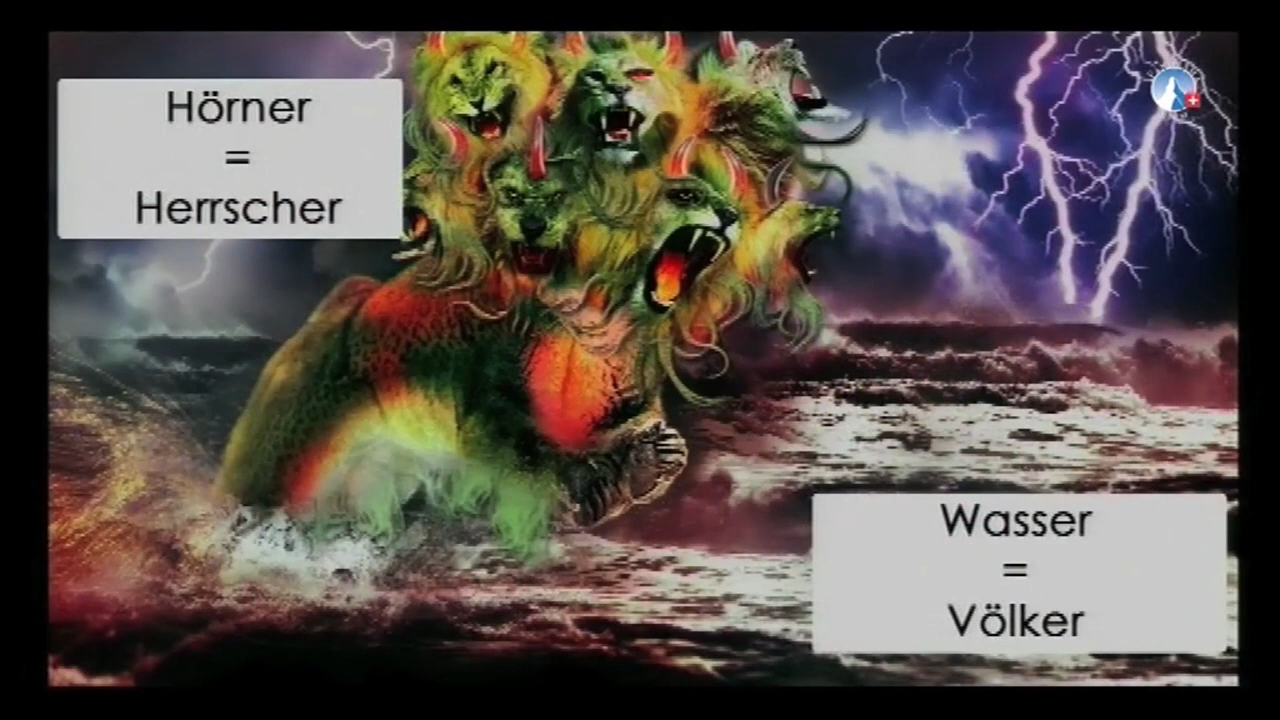 Hörner
=
Herrscher
Wasser
=
Völker